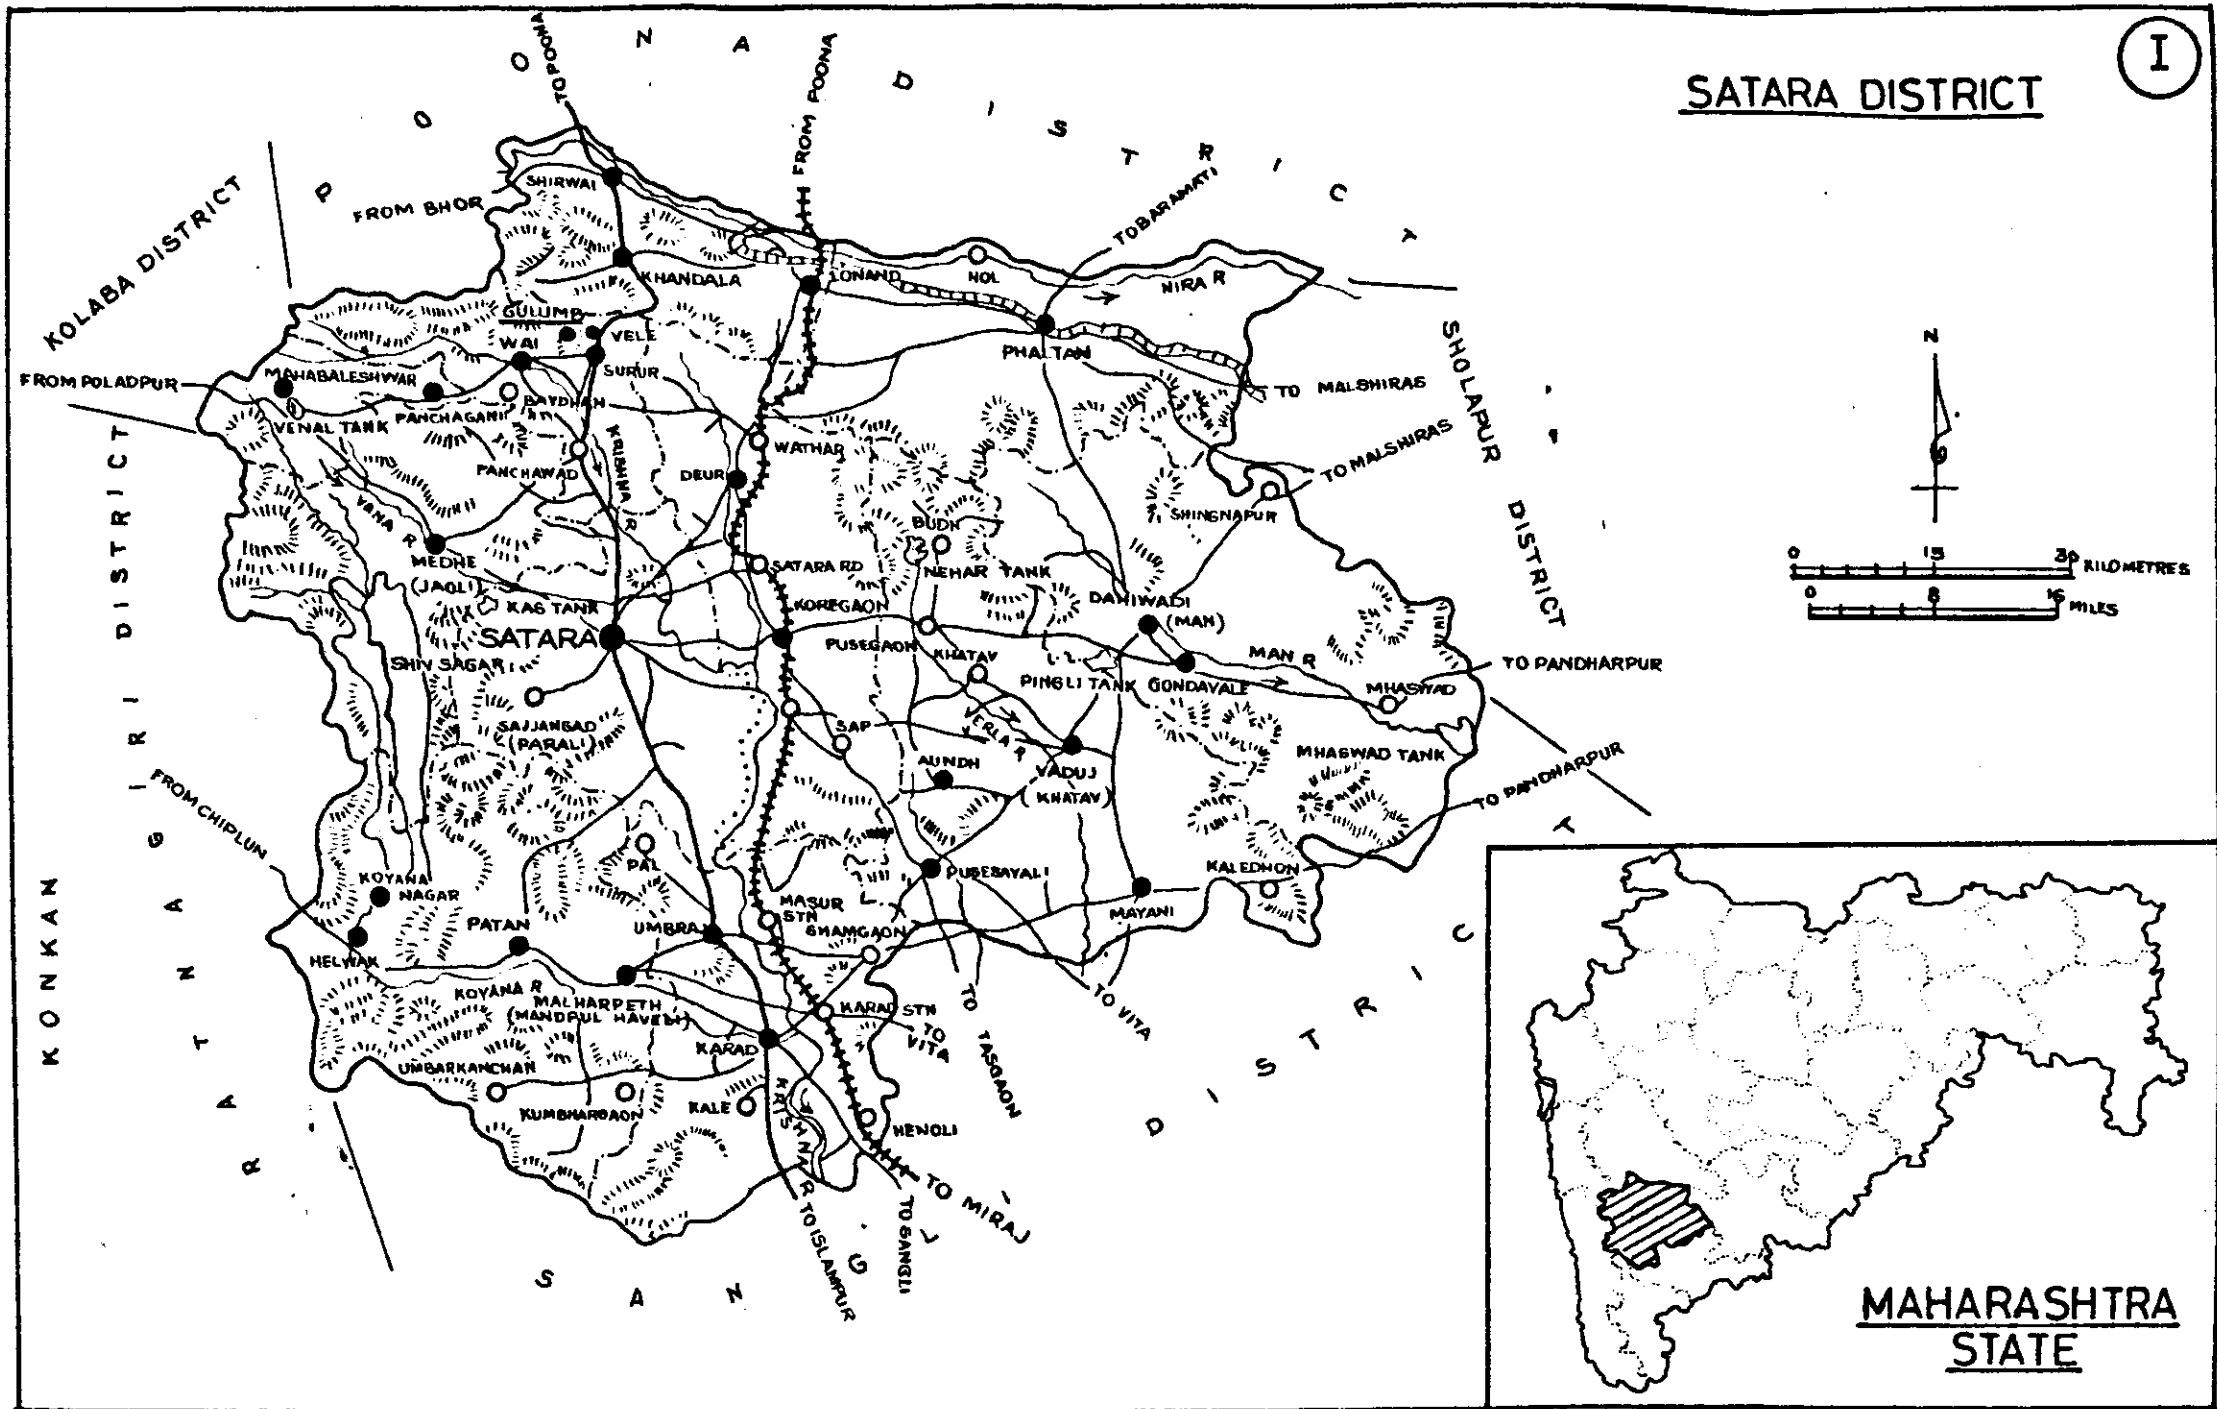 I
SATARA DISTRICT
POONA DISTRICT
TO POONA
FROM POONA
KOLABA DISTRICT
FROM BHOR
SHIRWAI
KHANDALA
LONAND
NOL
TO BARAMATI
NIRA R
GULUMB
WAI
VELE
SURUR
PHALTAN
SHOLAPUR DISTRICT
FROM POLADPUR
MAHABALESHWAR
PANCHAGANI
BAYDHAN
VENAL TANK
TO MALSHIRAS
TO MALSHIRAS
WATHAR
PANCHAWAD
KRISHNA R
DEUR
SHINGNAPUR
VANA R
BUDH
MEDHE
(JAOLI)
SATARA RD
NEHAR TANK
KAS TANK
KOREGAON
DAHIWADI
(MAN)
SATARA
PUSEGAON
KHATAV
MAN R
TO PANDHARPUR
SHIV SAGAR
PINGLI TANK
GONDAVALE
MHASWAD
SAJJANGAD
(PARALI)
SAP
VERLA R
MHASWAD TANK
AUNDH
VADUJ
(KHATAV)
TO PANDHARPUR
FROM CHIPLUN
PAL
PUSESAVALI
KALEDHON
KOYANA
NAGAR
MASUR
STN
MAYANI
PATAN
UMBRAJ
SHAMGAON
HELWAK
KOYANA R
MALHARPETH
(MANDRUL HAVELI)
KARAD STN
TO
VITA
TO VITA
TO TASGAON
KARAD
UMBARKANCHAN
KUMBHARGAON
KALE
KRISHNA R
HENOLI
TO MIRAJ
TO ISLAMPUR
TO SANGLI
KONKAN
RATNAGIRI DISTRICT
SANGLI DISTRICT
N
0 15 30
KILOMETRES
0 8 16
MILES
MAHARASHTRA
STATE